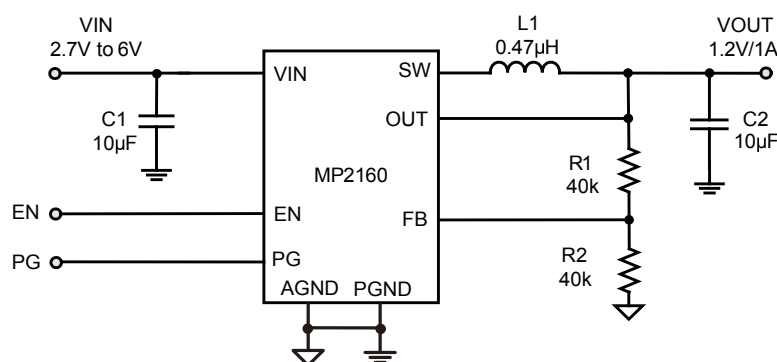 VIN
2.7V to 6V
L1
0.47µH
VOUT
1.2V/1A
VIN
SW
C1
10µF
OUT
C2
10µF
MP2160
R1
40k
EN
EN
FB
PG
PG
R2
40k
AGND
PGND